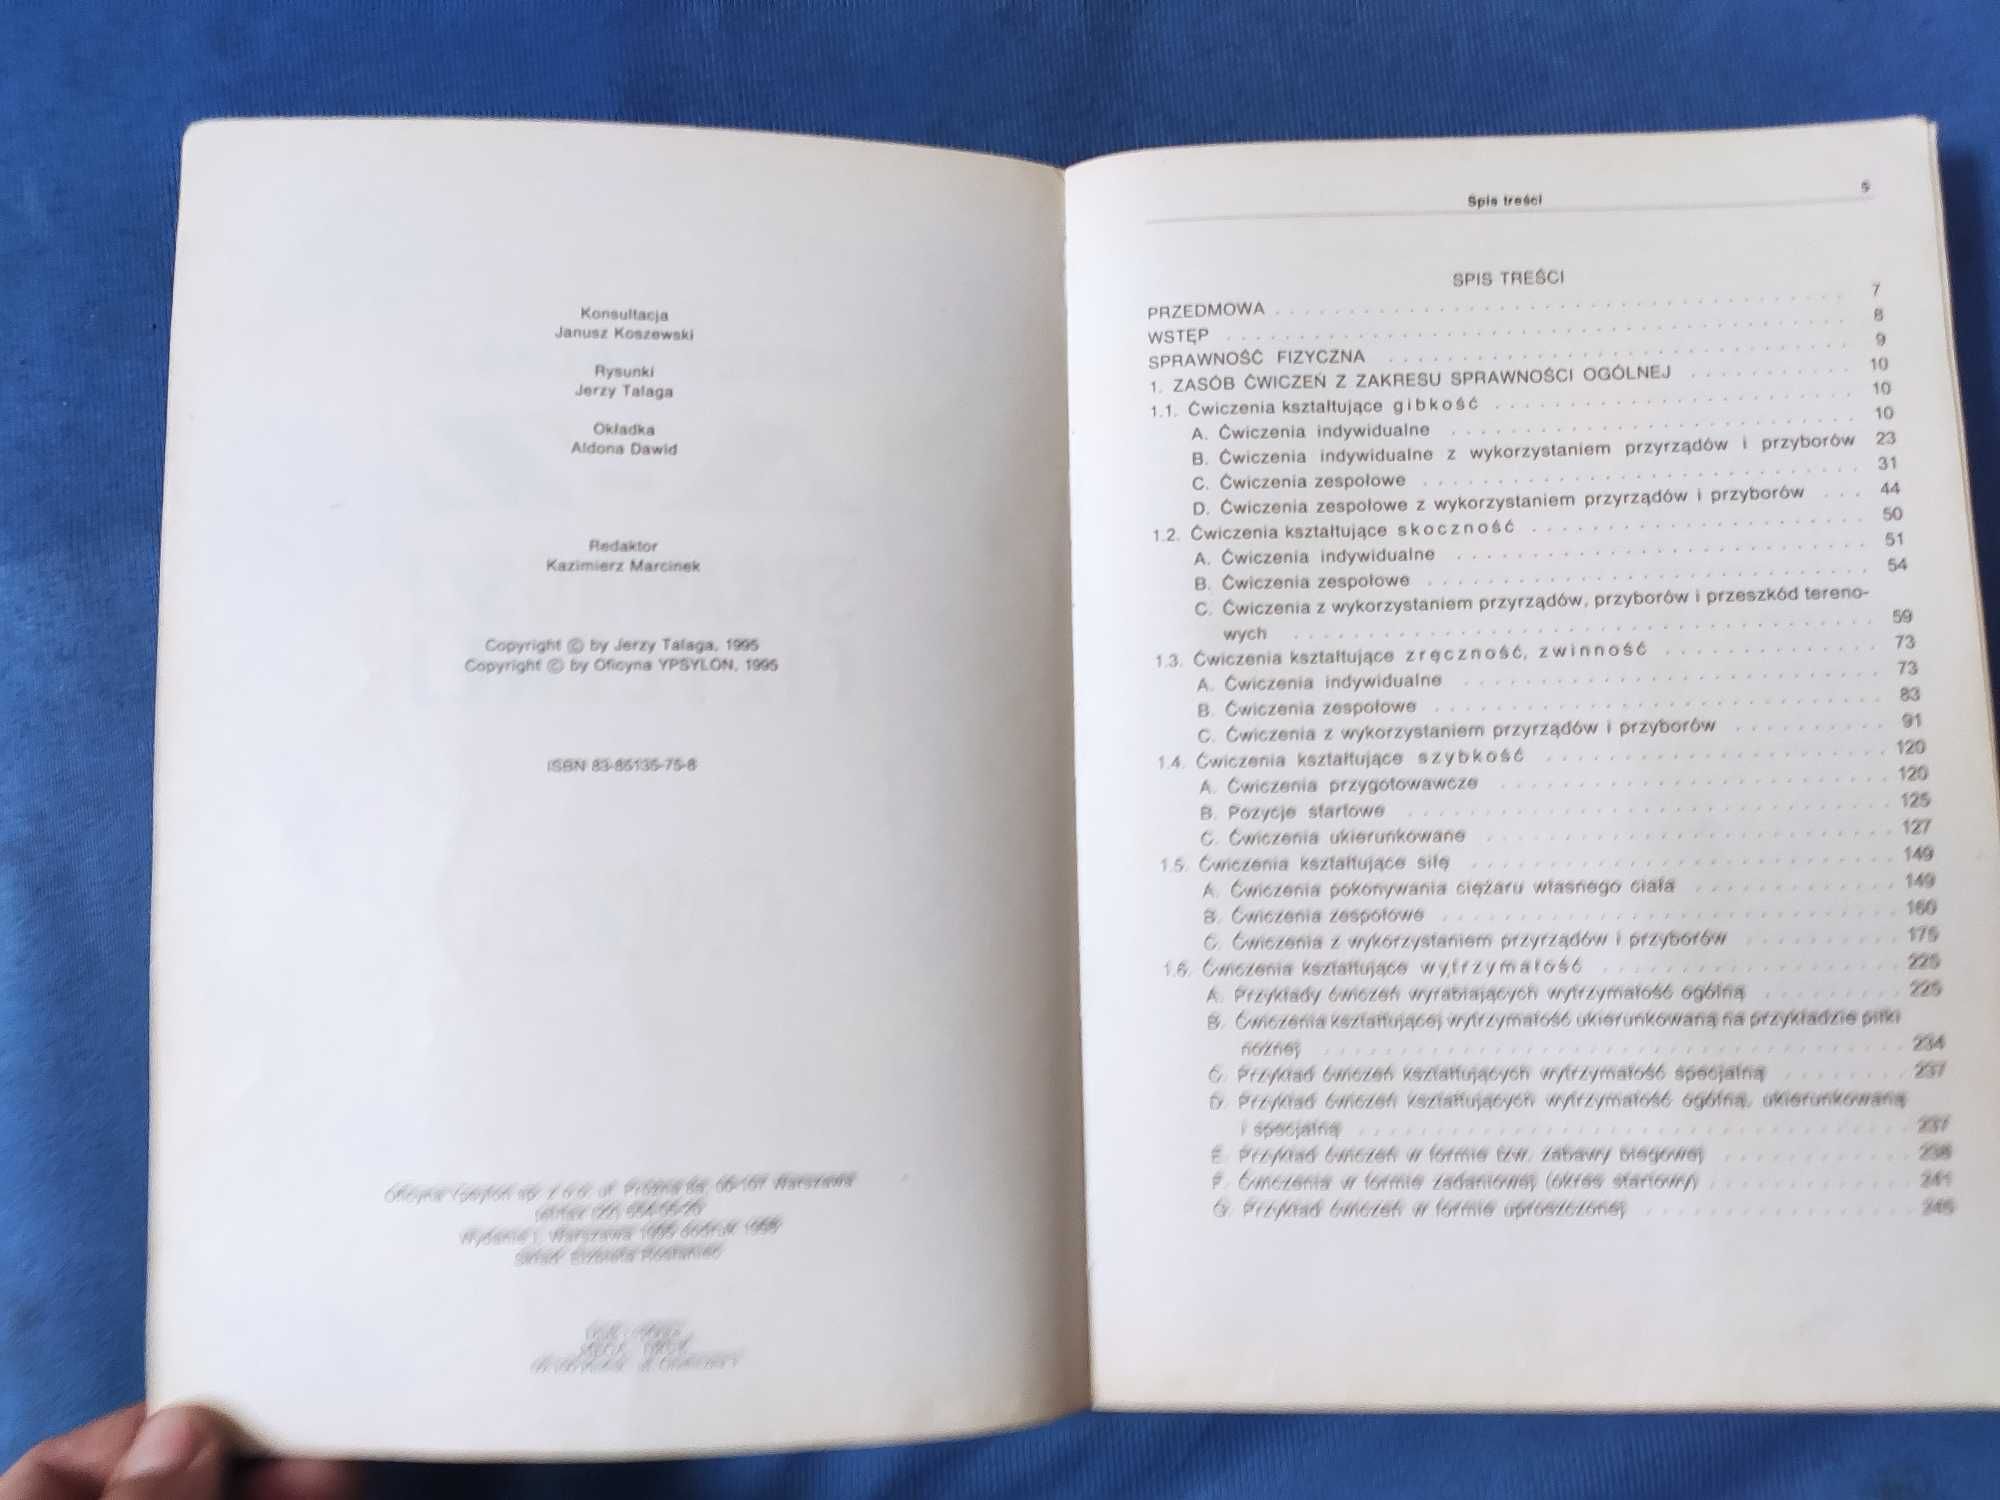 Konsultacja
Janusz Koszewski
Rysunki
Jerzy Talaga
Okładka
Aldona Dawid
Redaktor
Kazimierz Marcinek
Copyright © by Jerzy Talaga, 1995
Copyright © by Oficyna YPSYLON, 1995
ISBN 83-85135-75-8
Warszawa
Wydanie I. Warszawa 1995
Spis treści 5
SPIS TREŚCI
PRZEDMOWA . . . 7
WSTĘP . . . 8
SPRAWNOŚĆ FIZYCZNA . . . 9
1. ZASÓB ĆWICZEŃ Z ZAKRESU SPRAWNOŚCI OGÓLNEJ . . . 10
1.1. Ćwiczenia kształtujące gibkość . . . 10
A. Ćwiczenia indywidualne . . . 10
B. Ćwiczenia indywidualne z wykorzystaniem przyrządów i przyborów 23
C. Ćwiczenia zespołowe . . . 31
D. Ćwiczenia zespołowe z wykorzystaniem przyrządów i przyborów . . . 44
1.2. Ćwiczenia kształtujące skoczność . . . 50
A. Ćwiczenia indywidualne . . . 51
B. Ćwiczenia zespołowe . . . 54
C. Ćwiczenia z wykorzystaniem przyrządów, przyborów i przeszkód tereno-
wych . . . 59
1.3. Ćwiczenia kształtujące zręczność, zwinność . . . 73
A. Ćwiczenia indywidualne . . . 73
B. Ćwiczenia zespołowe . . . 83
C. Ćwiczenia z wykorzystaniem przyrządów i przyborów . . . 91
1.4. Ćwiczenia kształtujące szybkość . . . 120
A. Ćwiczenia przygotowawcze . . . 120
B. Pozycje startowe . . . 125
C. Ćwiczenia ukierunkowane . . . 127
1.5. Ćwiczenia kształtujące siłę . . . 149
A. Ćwiczenia pokonywania ciężaru własnego ciała . . . 149
B. Ćwiczenia zespołowe . . . 160
C. Ćwiczenia z wykorzystaniem przyrządów i przyborów . . . 175
1.6. Ćwiczenia kształtujące wytrzymałość . . . 225
A. Przykłady ćwiczeń wyrabiających wytrzymałość ogólną . . . 225
B. Ćwiczenia kształtującej wytrzymałość ukierunkowaną na przykładzie piłki
nożnej . . . 234
C. Przykład ćwiczeń kształtujących wytrzymałość specjalną . . . 237
D. Przykład ćwiczeń kształtujących wytrzymałość ogólną, ukierunkowaną
i specjalną . . . 237
E. Przykład ćwiczeń w formie tzw. zabawy biegowej . . . 238
F. Ćwiczenia w formie zadaniowej (okres startowy) . . . 241
G. Przykład ćwiczeń w formie uproszczonej . . . 245